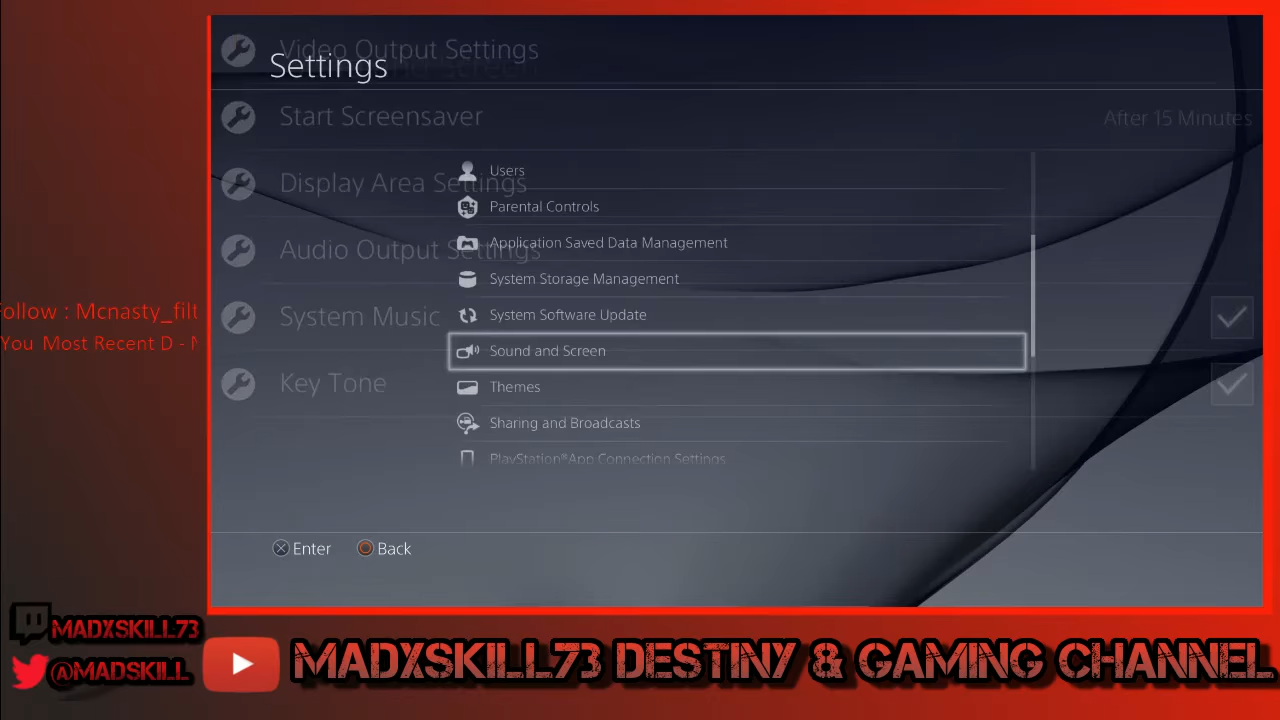 Video Output Settings
Settings
Start Screensaver
After 15 Minutes
Users
Display Area Settings
Parental Controls
Application Saved Data Management
Audio Output Settings
System Storage Management
Follow : Mcnasty_filt
System Music
System Software Update
You Most Recent D -
Sound and Screen
Key Tone
Themes
Sharing and Broadcasts
PlayStation®App Connection Settings
Enter
Back
MADXSKILL73
@MADSKILL
MADXSKILL73 DESTINY & GAMING CHANNEL